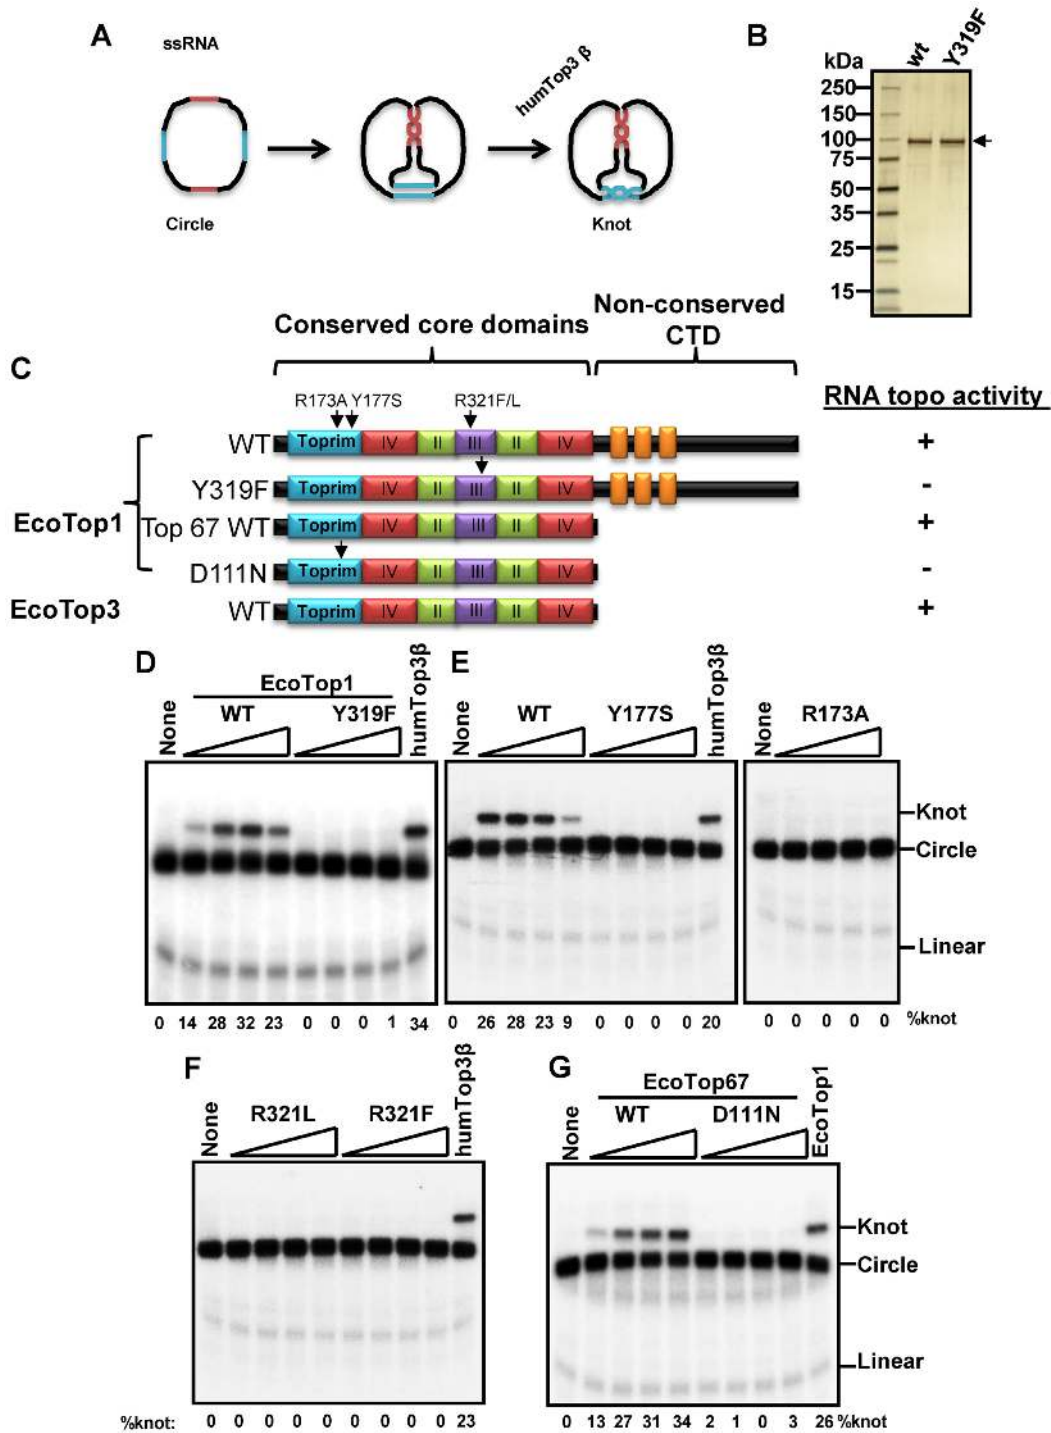 A
ssRNA
humTop3 β
Circle
Knot
B
kDa
wt
Y319F
250
150
100
75
50
35
25
15
C
Conserved core domains
Non-conserved
CTD
RNA topo activity
R173A Y177S
R321F/L
EcoTop1
WT Toprim IV II III II IV +
Y319F Toprim IV II III II IV -
Top 67 WT Toprim IV II III II IV +
D111N Toprim IV II III II IV -
EcoTop3 WT Toprim IV II III II IV +
D
EcoTop1
None WT Y319F humTop3β
0 14 28 32 23 0 0 0 1 34
E
None WT Y177S humTop3β
None R173A
Knot
Circle
Linear
0 26 28 23 9 0 0 0 0 20 0 0 0 0 0 %knot
F
None R321L R321F humTop3β
%knot: 0 0 0 0 0 0 0 0 0 23
G
EcoTop67
None WT D111N EcoTop1
Knot
Circle
Linear
0 13 27 31 34 2 1 0 3 26 %knot